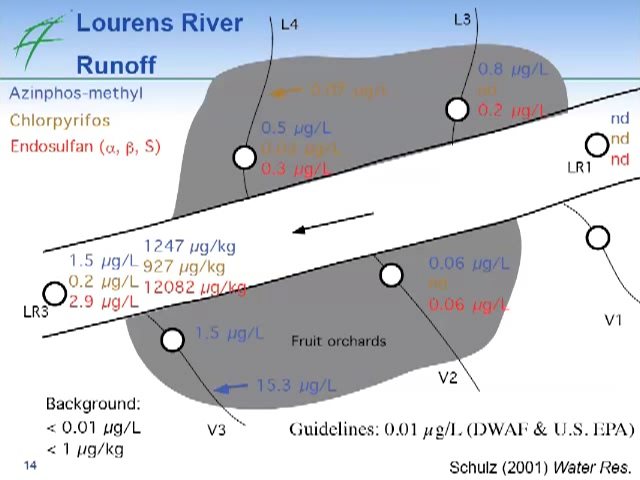 Lourens River
Runoff
Azinphos-methyl
Chlorpyrifos
Endosulfan (α, β, S)
L4
L3
0.8 µg/L
nd
0.2 µg/L
0.5 µg/L
0.3 µg/L
nd
nd
nd
LR1
1.5 µg/L
0.2 µg/L
2.9 µg/L
1247 µg/kg
927 µg/kg
12082 µg/kg
LR3
0.06 µg/L
nd
0.06 µg/L
V1
1.5 µg/L
Fruit orchards
V2
15.3 µg/L
V3
Background:
< 0.01 µg/L
< 1 µg/kg
Guidelines: 0.01 µg/L (DWAF & U.S. EPA)
14
Schulz (2001) Water Res.